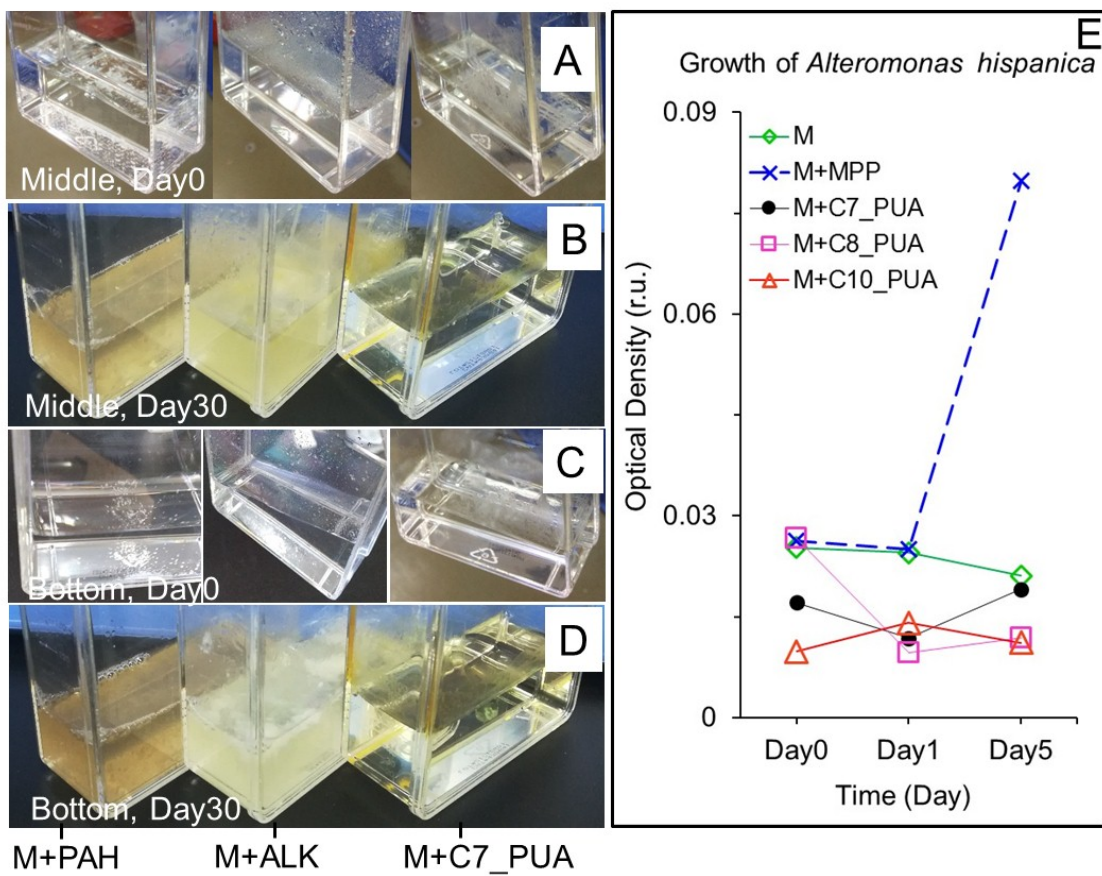 A
Middle, Day0
B
Middle, Day30
C
Bottom, Day0
D
Bottom, Day30
M+PAH
M+ALK
M+C7_PUA
E
Growth of Alteromonas hispanica
M
M+MPP
M+C7_PUA
M+C8_PUA
M+C10_PUA
0.09
0.06
0.03
0
Optical Density (r.u.)
Day0 Day1 Day5
Time (Day)